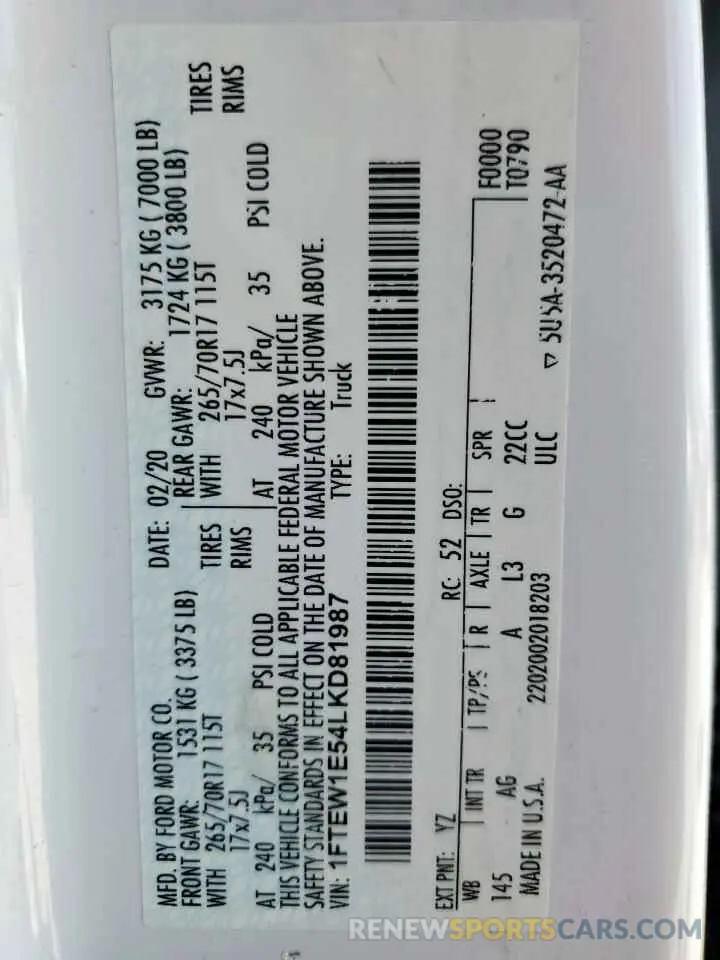 MFD. BY FORD MOTOR CO.
DATE: 02/20 GVWR: 3175 KG ( 7000 LB)
FRONT GAWR: 1531 KG ( 3375 LB) REAR GAWR: 1724 KG ( 3800 LB)
WITH 265/70R17 115T TIRES WITH 265/70R17 115T TIRES
17x7.5J RIMS 17x7.5J RIMS
AT 240 kPa/ 35 PSI COLD AT 240 kPa/ 35 PSI COLD
THIS VEHICLE CONFORMS TO ALL APPLICABLE FEDERAL MOTOR VEHICLE
SAFETY STANDARDS IN EFFECT ON THE DATE OF MANUFACTURE SHOWN ABOVE.
VIN: 1FTEW1E54LKD81987 TYPE: Truck
EXT PNT: YZ RC: 52 DSO:
WB INT TR TP/PS R AXLE TR SPR F0000
145 AG A L3 G 22CC T0790
MADE IN U.S.A. 2202002018203 ULC
5U5A-3520472-AA
RENEWSPORTSCARS.COM